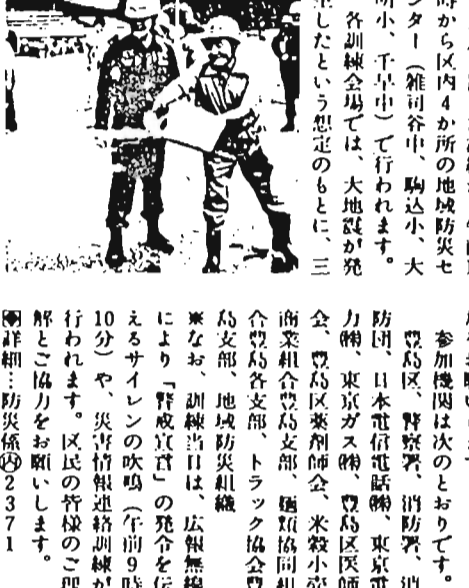 時から区内4か所の地域防災セ
ンター（雑司谷中、駒込小、大
小、千早中）で行われます。
各訓練会場では、大地震が発
生したという想定のもとに、三
参加機関は次のとおりです。
豊島区、警察署、消防署、消
防団、日本電信電話㈱、東京電
力㈱、東京ガス㈱、豊島区医師
会、豊島区薬剤師会、米穀小売
商業組合豊島支部、麺類協同組
合豊島各支部、トラック協会豊
島支部、地域防災組織
※なお、訓練当日は、広報無線
により「警戒宣言」の発令を伝
えるサイレンの吹鳴（午前9時
10分）や、災害情報連絡訓練が
行われます。区民の皆様のご理
解とご協力をお願いします。
詳細…防災係㊅2371